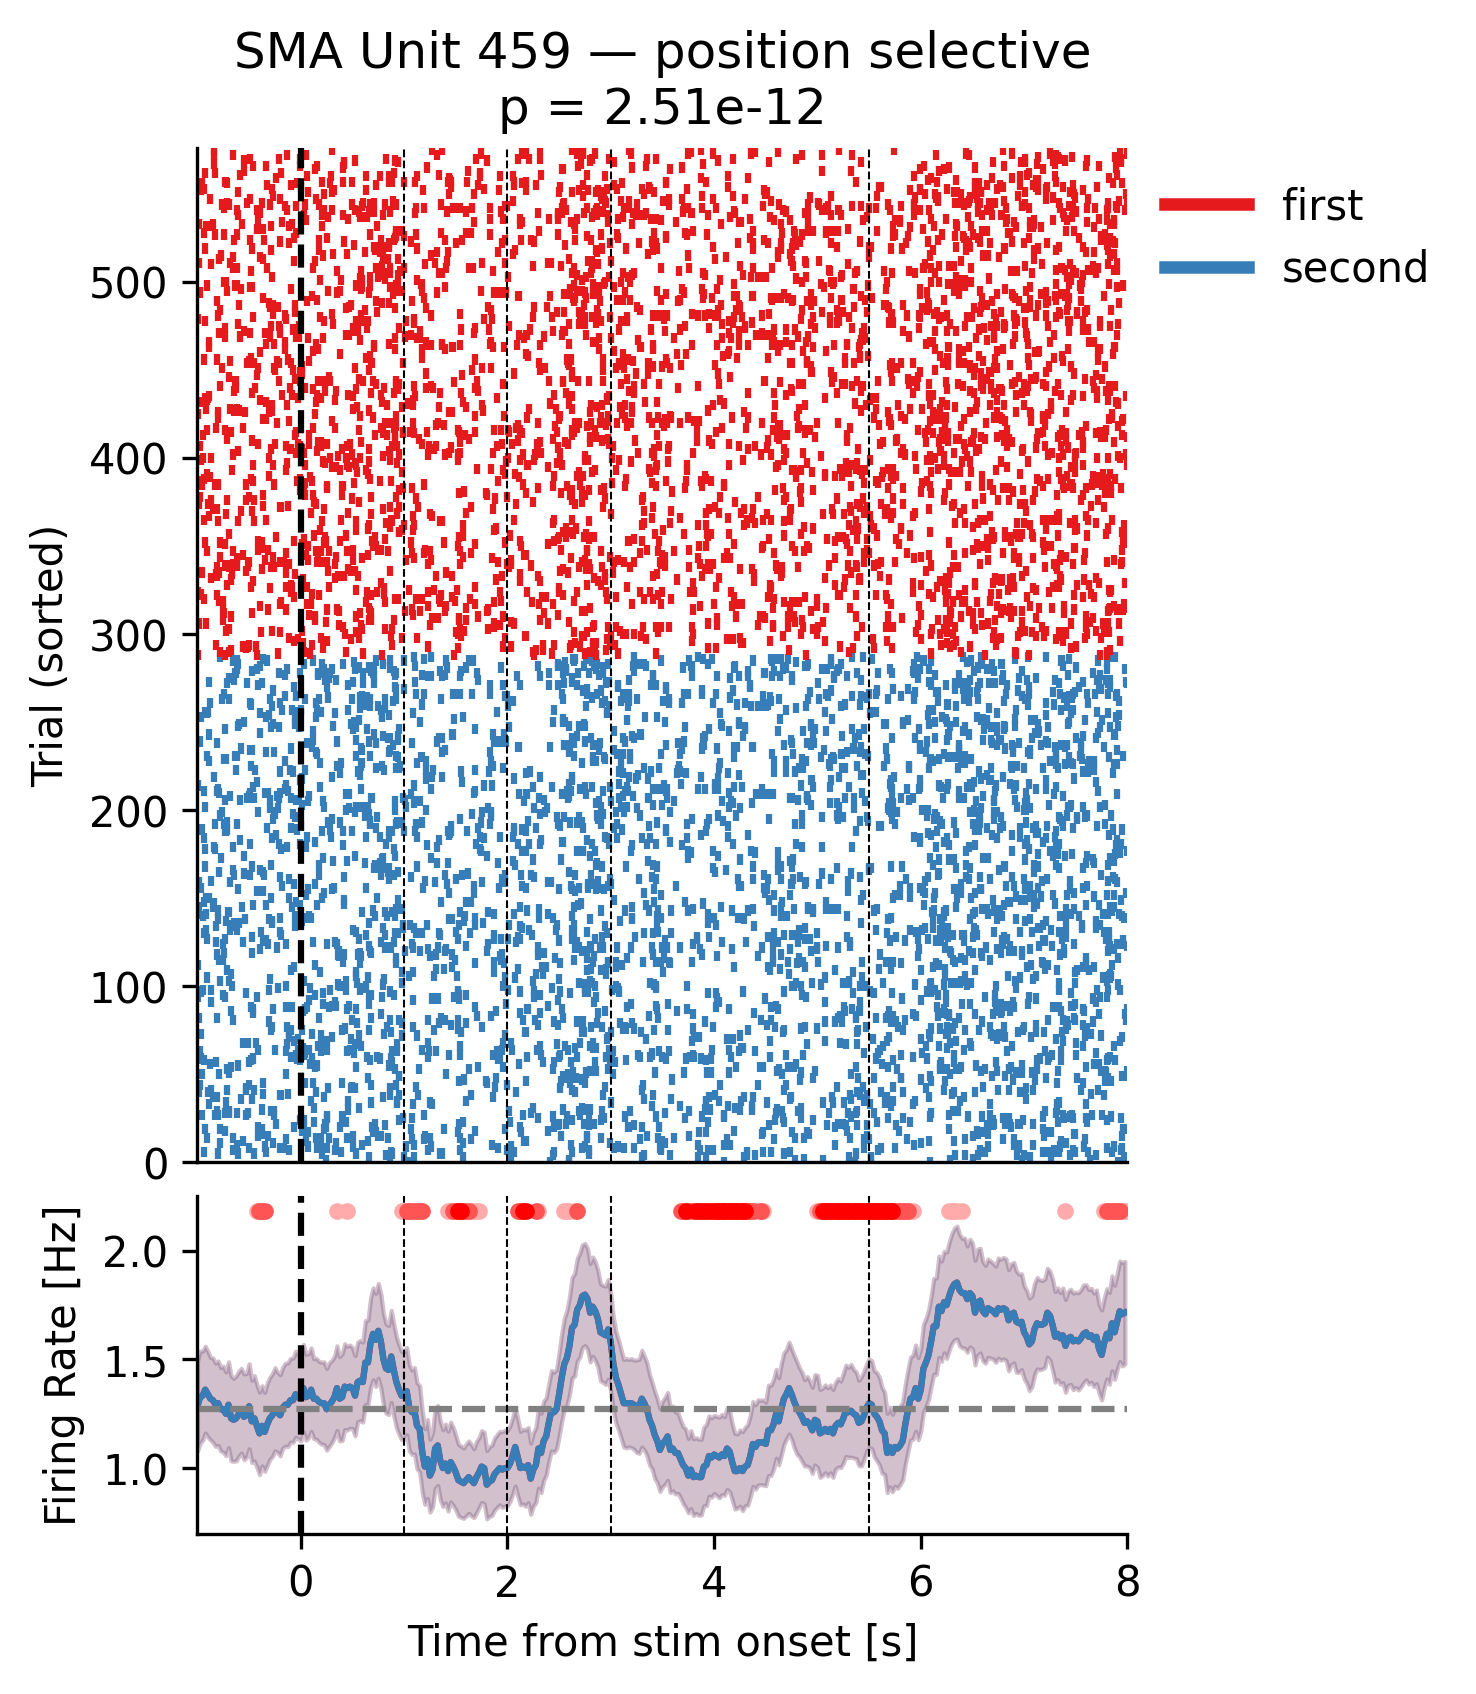 SMA Unit 459 — position selective
p = 2.51e-12
first
second
Trial (sorted)
500
400
300
200
100
0
Firing Rate [Hz]
2.0
1.5
1.0
0 2 4 6 8
Time from stim onset [s]